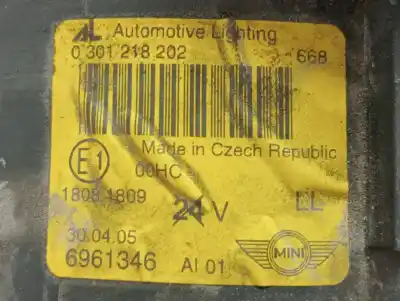 AL Automotive Lighting
0 301 218 202 668
Made in Czech Republic
E1
00HC
1808 1809
24 V LL
30.04.05
6961346 AI 01
MINI